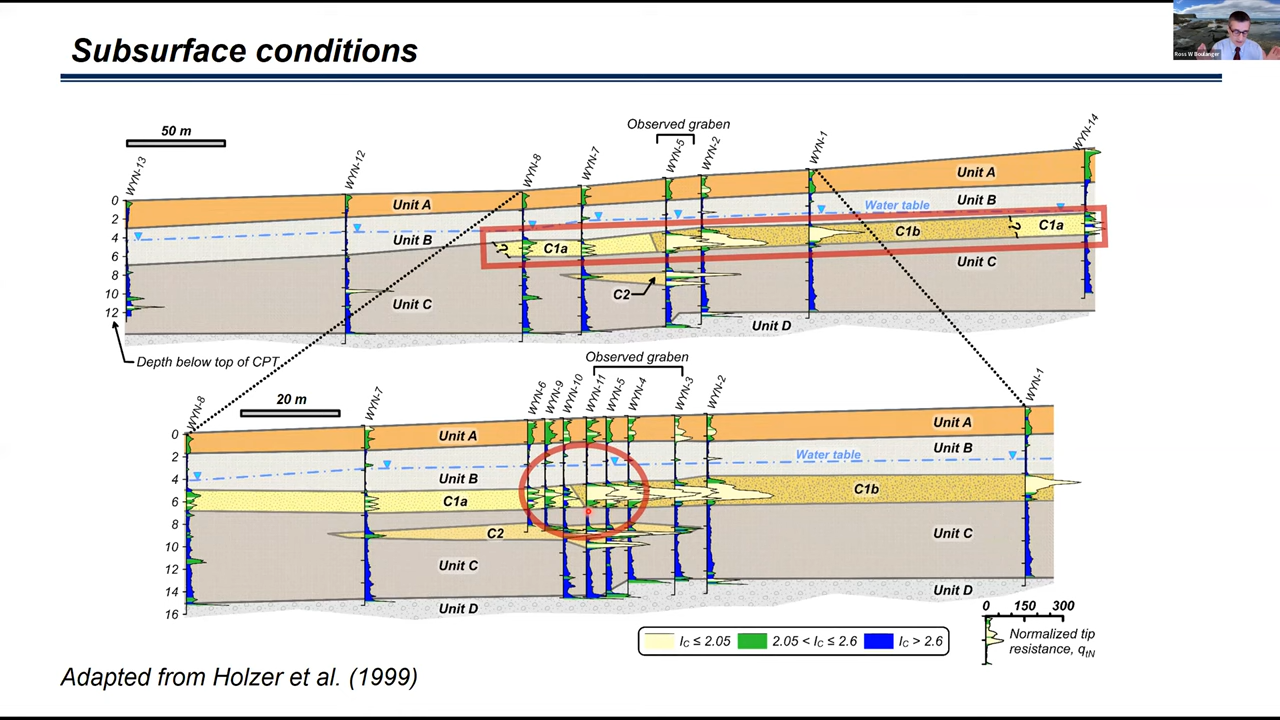 Subsurface conditions
Ross W Boulanger
50 m
Observed graben
WYN-13
WYN-12
WYN-8
WYN-7
WYN-5
WYN-2
WYN-1
WYN-14
0
2
4
6
8
10
12
Unit A
Unit A
Unit B
Unit B
Water table
?
C1a
C1b
?
C1a
Unit C
Unit C
C2
Unit D
Depth below top of CPT
Observed graben
20 m
WYN-8
WYN-7
WYN-6
WYN-9
WYN-10
WYN-11
WYN-5
WYN-4
WYN-3
WYN-2
WYN-1
0
2
4
6
8
10
12
14
16
Unit A
Unit A
Unit B
Unit B
Water table
C1a
C1b
C2
Unit C
Unit C
Unit D
Unit D
0 150 300
Normalized tip
resistance, qtN
IC ≤ 2.05
2.05 < IC ≤ 2.6
IC > 2.6
Adapted from Holzer et al. (1999)